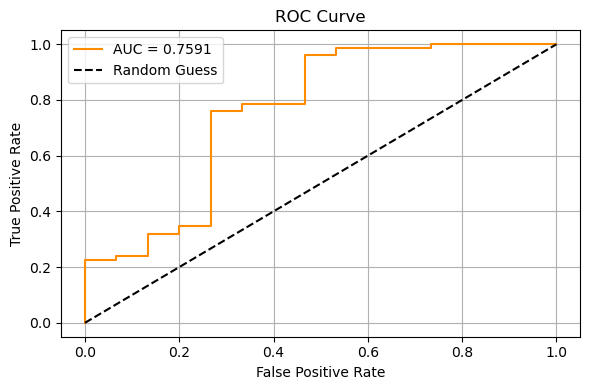 ROC Curve
AUC = 0.7591
Random Guess
True Positive Rate
1.0
0.8
0.6
0.4
0.2
0.0
0.0 0.2 0.4 0.6 0.8 1.0
False Positive Rate